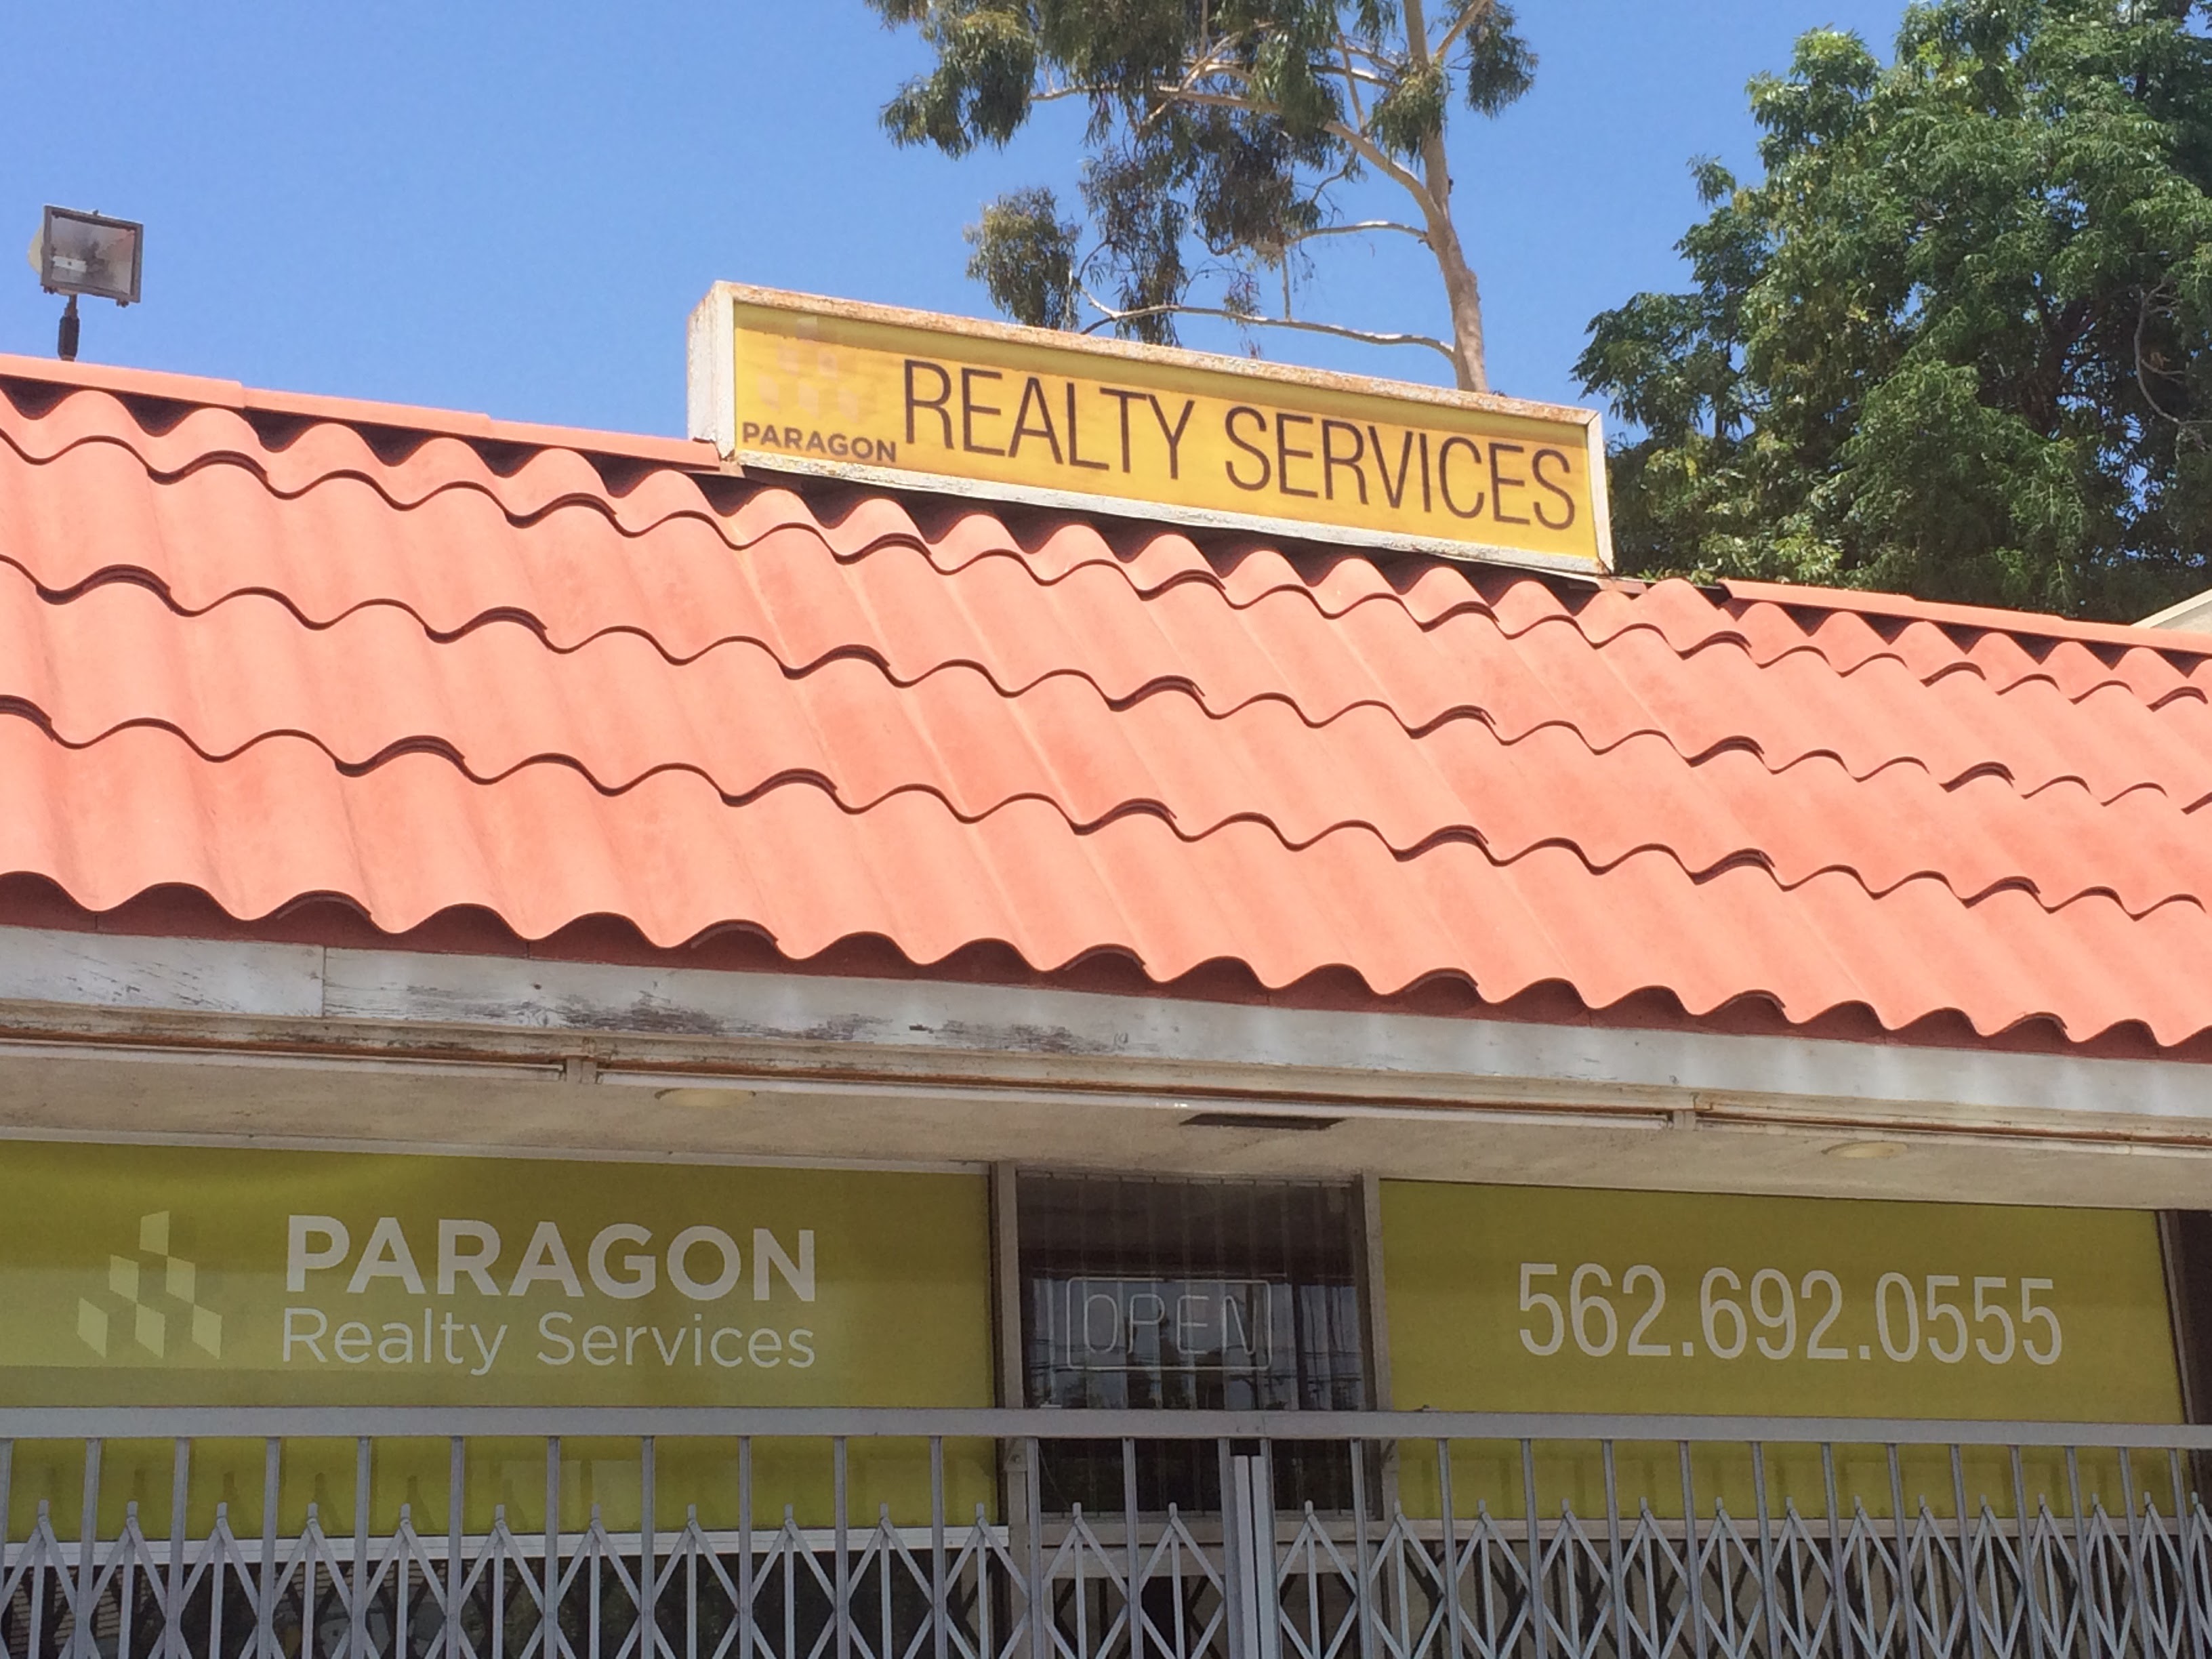 PARAGON REALTY SERVICES
PARAGON
Realty Services
OPEN
562.692.0555